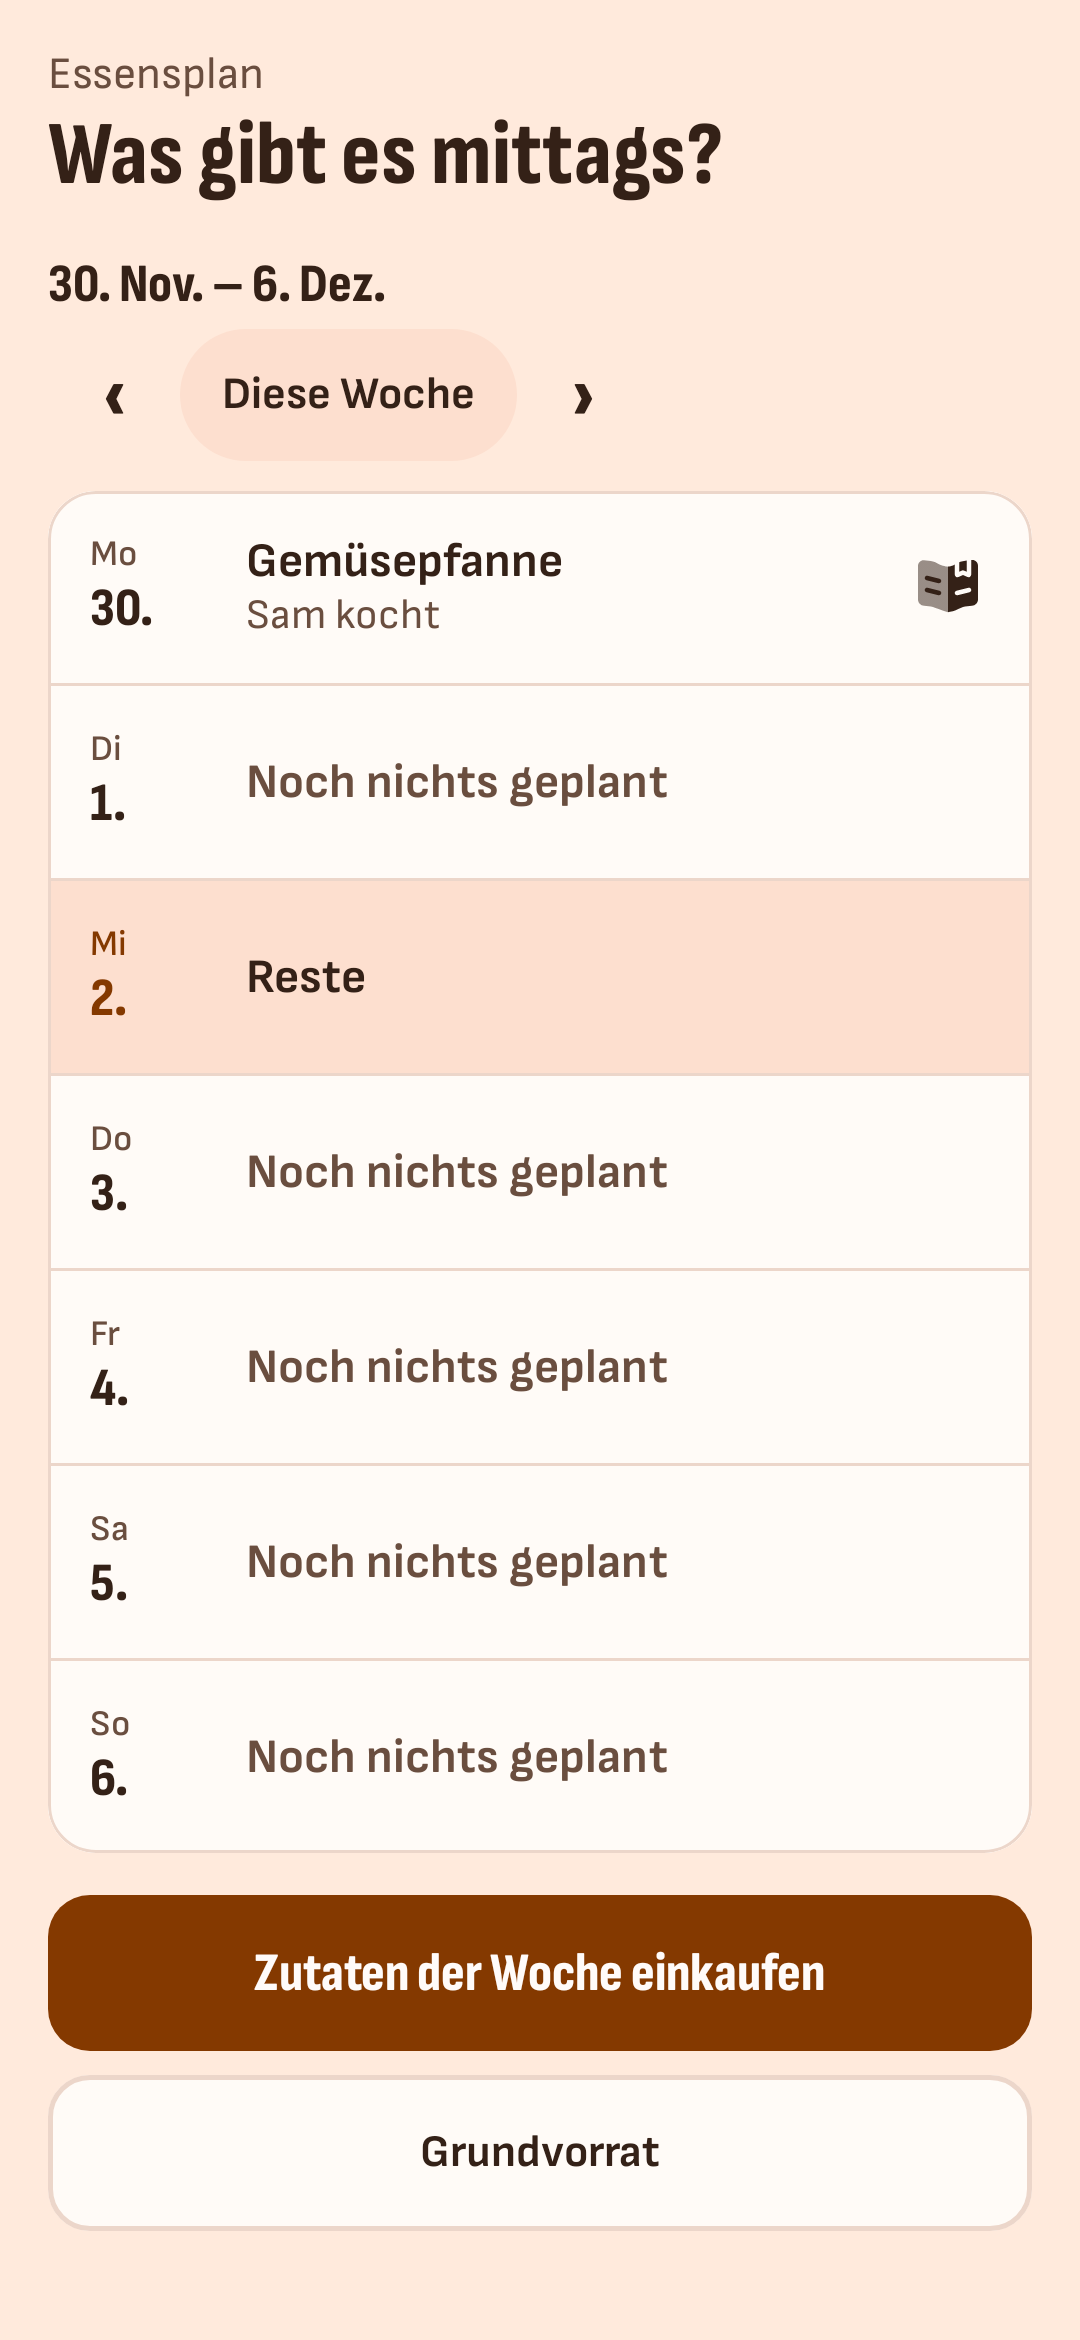 Essensplan
Was gibt es mittags?
30. Nov. – 6. Dez.
‹ Diese Woche ›
Mo
30.
Gemüsepfanne
Sam kocht
Di
1.
Noch nichts geplant
Mi
2.
Reste
Do
3.
Noch nichts geplant
Fr
4.
Noch nichts geplant
Sa
5.
Noch nichts geplant
So
6.
Noch nichts geplant
Zutaten der Woche einkaufen
Grundvorrat